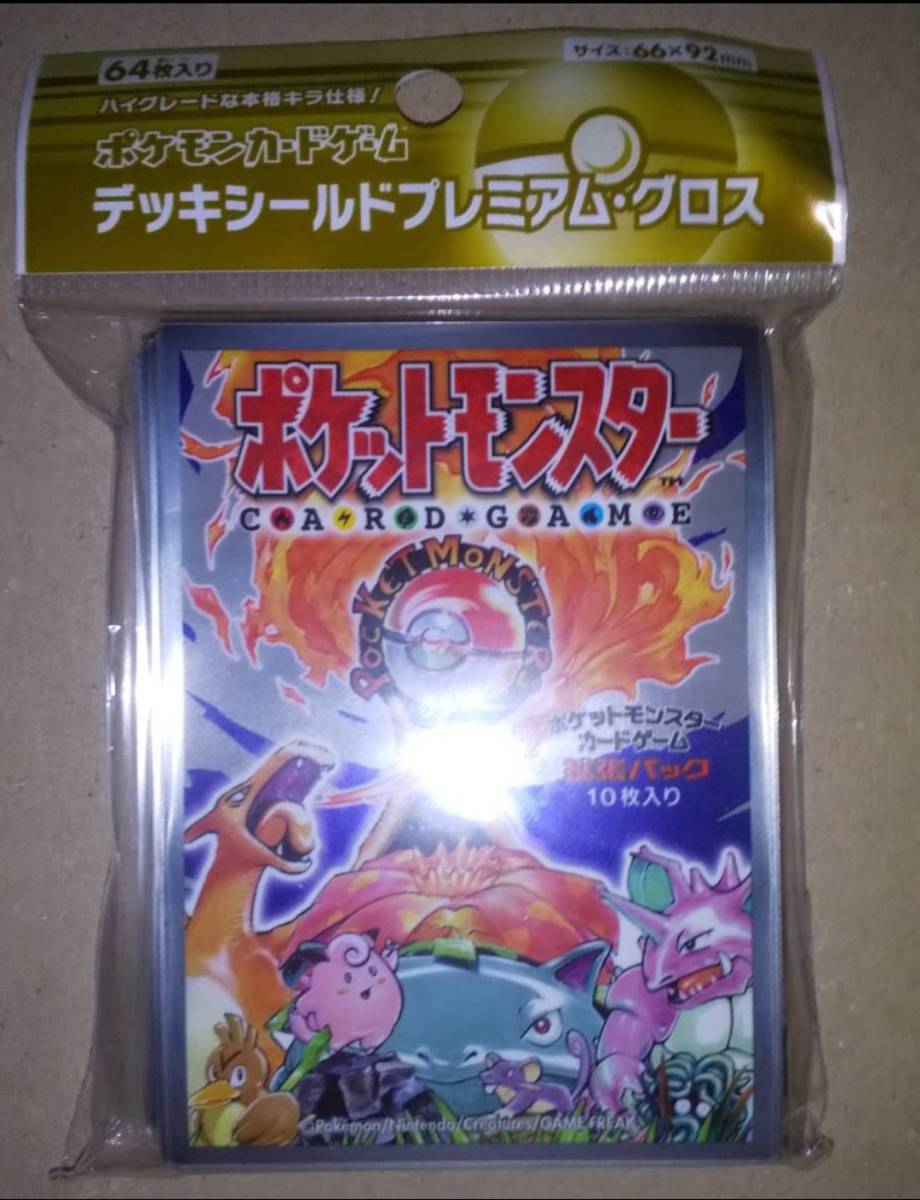 64枚入り
サイズ:66×92mm
ハイグレードな本格キラ仕様!
ポケモンカードゲーム
デッキシールドプレミアム・グロス
ポケットモンスター
TM
CARD GAME
POCKET MONSTERS
ポケットモンスター
カードゲーム
拡張パック
10枚入り
©Pokémon/Nintendo/Creatures/GAME FREAK